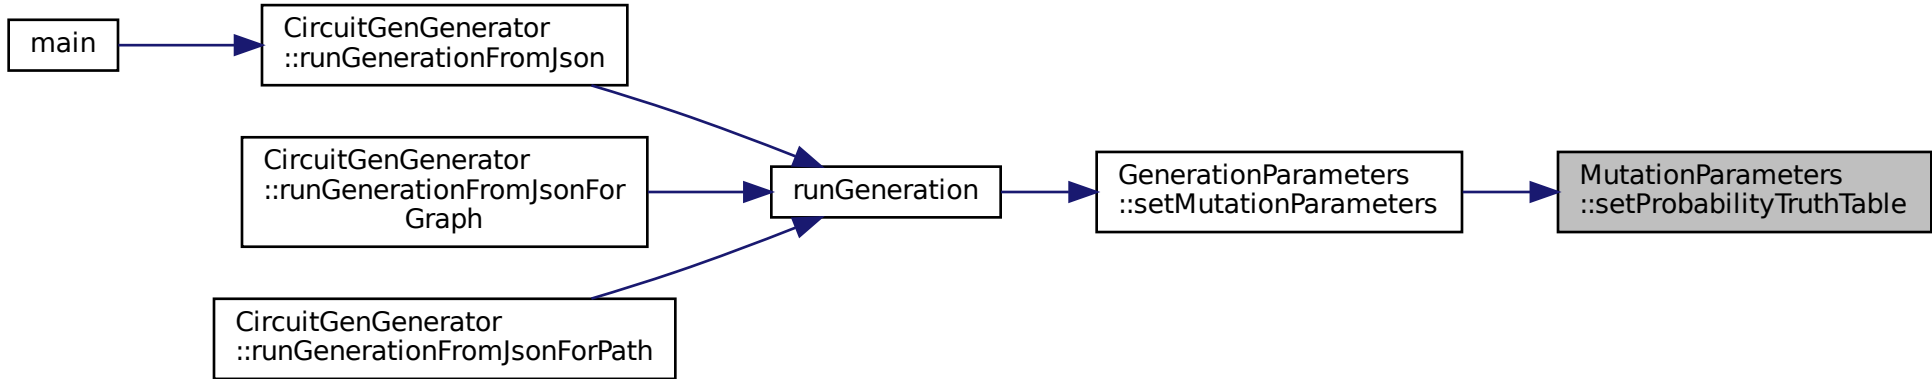 main
CircuitGenGenerator
::runGenerationFromJson
CircuitGenGenerator
::runGenerationFromJsonFor
Graph
CircuitGenGenerator
::runGenerationFromJsonForPath
runGeneration
GenerationParameters
::setMutationParameters
MutationParameters
::setProbabilityTruthTable